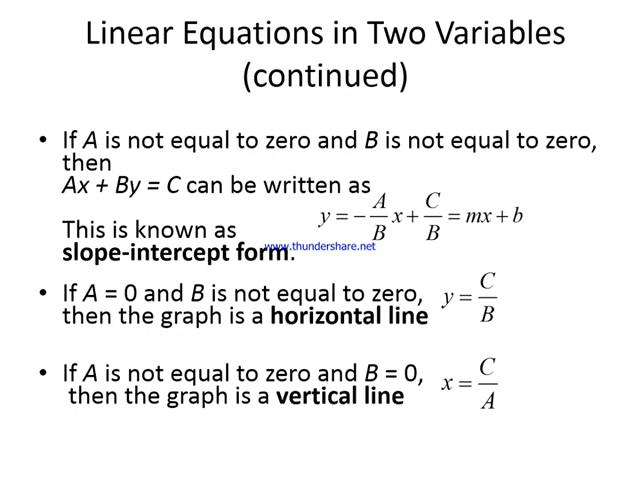 Linear Equations in Two Variables
(continued)
• If A is not equal to zero and B is not equal to zero,
then
Ax + By = C can be written as
y = −A/B x + C/B = mx + b
This is known as
www.thundershare.net
slope-intercept form.
• If A = 0 and B is not equal to zero,
then the graph is a horizontal line
y = C/B
• If A is not equal to zero and B = 0,
then the graph is a vertical line
x = C/A